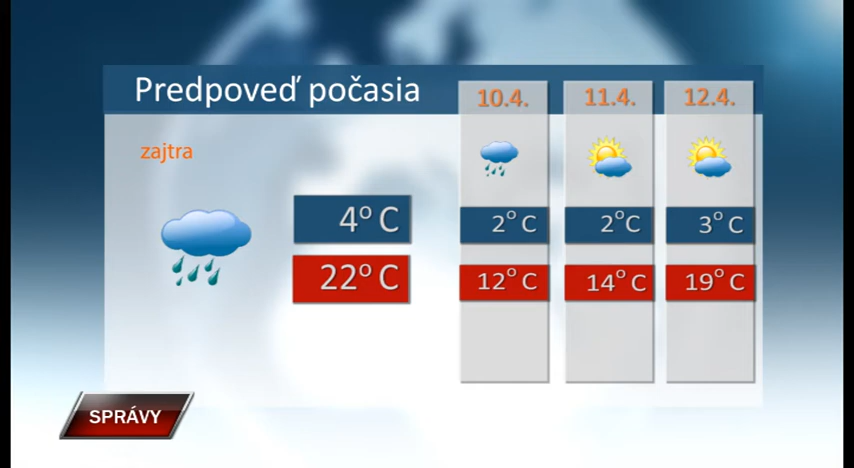 Predpoveď počasia
zajtra
4° C
22° C
10.4. 11.4. 12.4.
2° C 2°C 3° C
12° C 14° C 19° C
SPRÁVY